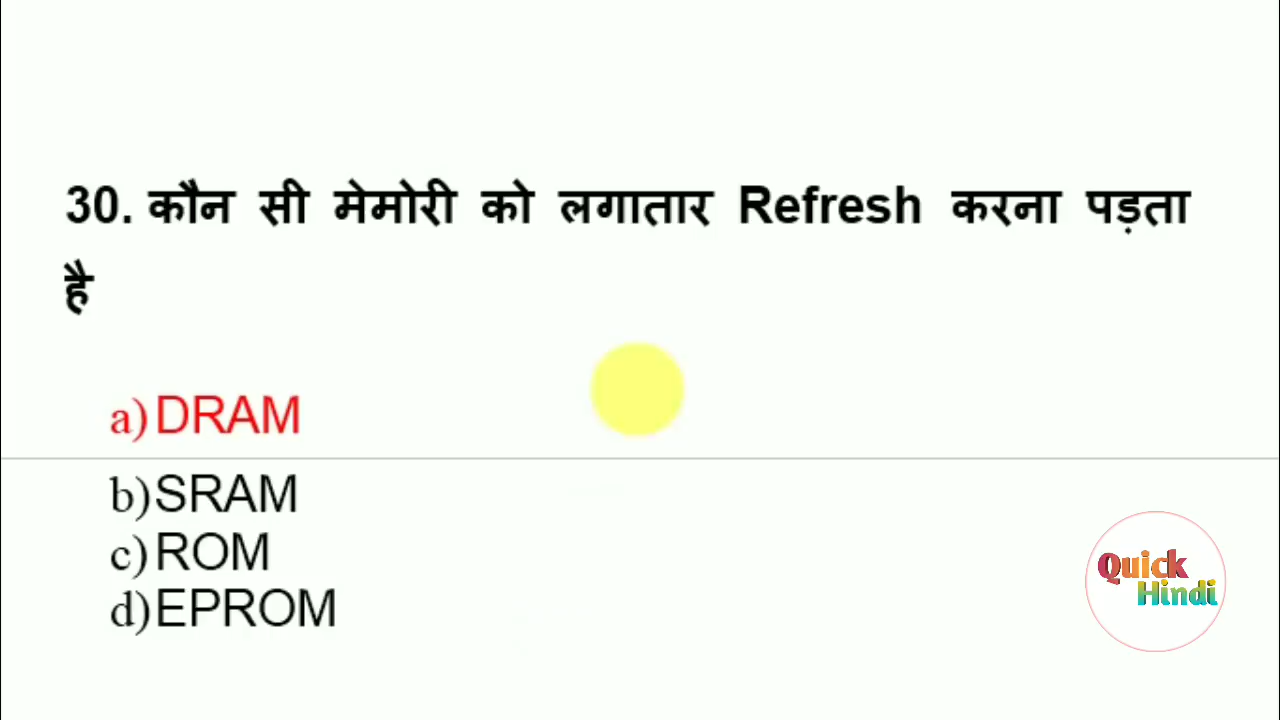 30. कौन सी मेमोरी को लगातार Refresh करना पड़ता
है
a) DRAM
b) SRAM
c) ROM
d) EPROM
Quick
Hindi